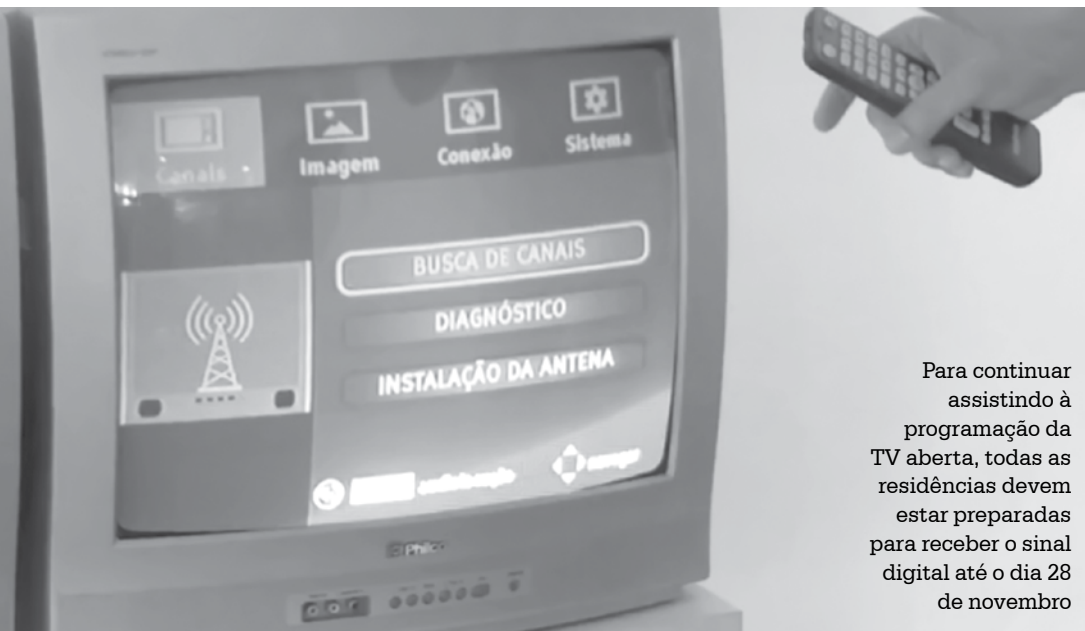 Canais
Imagem
Conexão
Sistema
BUSCA DE CANAIS
DIAGNÓSTICO
INSTALAÇÃO DA ANTENA
Philco
Para continuar
assistindo à
programação da
TV aberta, todas as
residências devem
estar preparadas
para receber o sinal
digital até o dia 28
de novembro